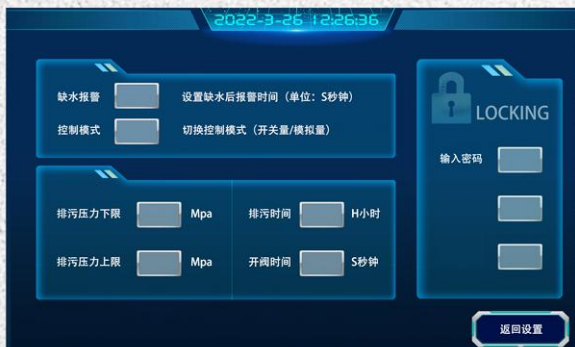 2022-3-26 12:26:36
缺水报警 设置缺水后报警时间（单位：S秒钟）
控制模式 切换控制模式（开关量/模拟量）
排污压力下限 Mpa 排污时间 H小时
排污压力上限 Mpa 开阀时间 S秒钟
LOCKING
输入密码
返回设置